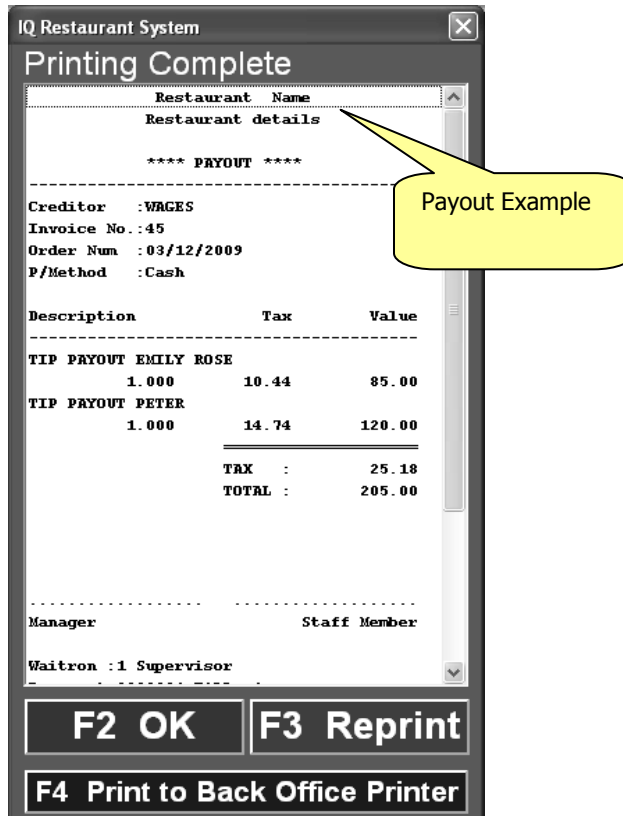 IQ Restaurant System
Printing Complete
Restaurant Name
Restaurant details
**** PAYOUT ****
Payout Example
Creditor :WAGES
Invoice No.:45
Order Num :03/12/2009
P/Method :Cash
Description Tax Value
TIP PAYOUT EMILY ROSE
1.000 10.44 85.00
TIP PAYOUT PETER
1.000 14.74 120.00
TAX : 25.18
TOTAL : 205.00
Manager Staff Member
Waitron :1 Supervisor
F2 OK F3 Reprint
F4 Print to Back Office Printer